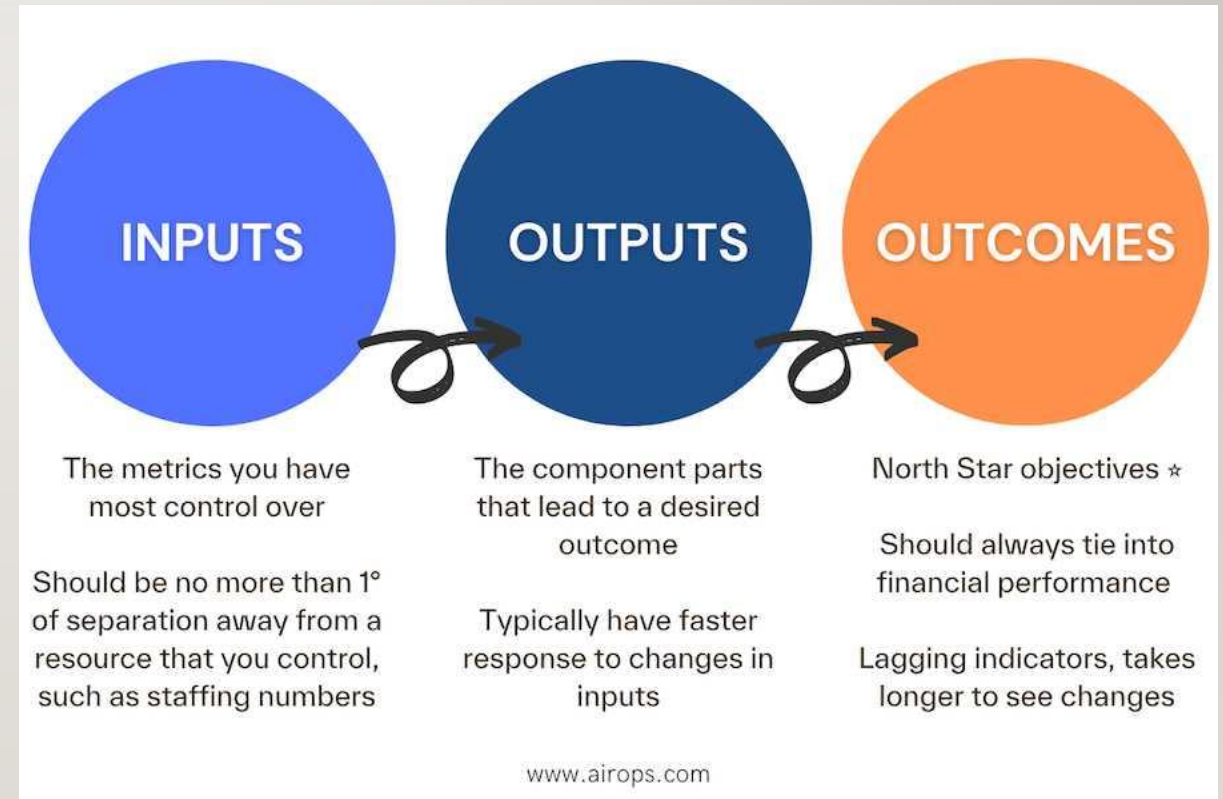 INPUTS
The metrics you have
most control over
Should be no more than 1°
of separation away from a
resource that you control,
such as staffing numbers
OUTPUTS
The component parts
that lead to a desired
outcome
Typically have faster
response to changes in
inputs
OUTCOMES
North Star objectives ☆
Should always tie into
financial performance
Lagging indicators, takes
longer to see changes
www.airops.com